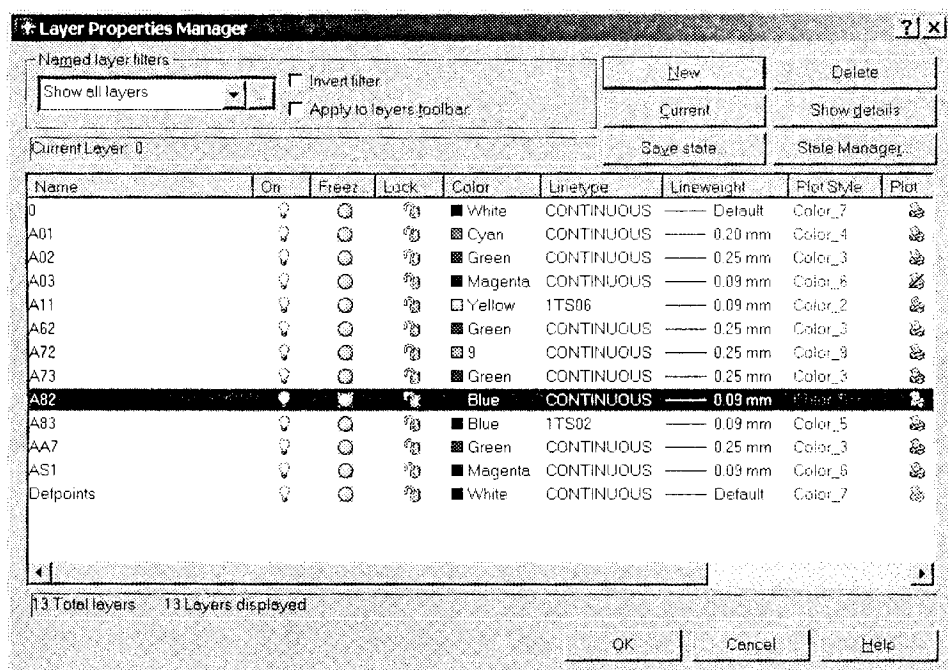 Layer Properties Manager
Named layer filters
Show all layers
...
Invert filter
Apply to layers toolbar
New
Delete
Current
Show details
Current Layer: 0
Save state...
State Manager...
Name On Freez... Lock Color Linetype Lineweight Plot Style Plot
0 White CONTINUOUS Default Color_7
A01 Cyan CONTINUOUS 0.20 mm Color_4
A02 Green CONTINUOUS 0.25 mm Color_3
A03 Magenta CONTINUOUS 0.09 mm Color_6
A11 Yellow 1TS06 0.09 mm Color_2
A62 Green CONTINUOUS 0.25 mm Color_3
A72 9 CONTINUOUS 0.25 mm Color_9
A73 Green CONTINUOUS 0.25 mm Color_3
A82 Blue CONTINUOUS 0.09 mm
A83 Blue 1TS02 0.09 mm Color_5
AA7 Green CONTINUOUS 0.25 mm Color_3
AS1 Magenta CONTINUOUS 0.09 mm Color_6
Defpoints White CONTINUOUS Default Color_7
13 Total layers 13 Layers displayed
OK
Cancel
Help